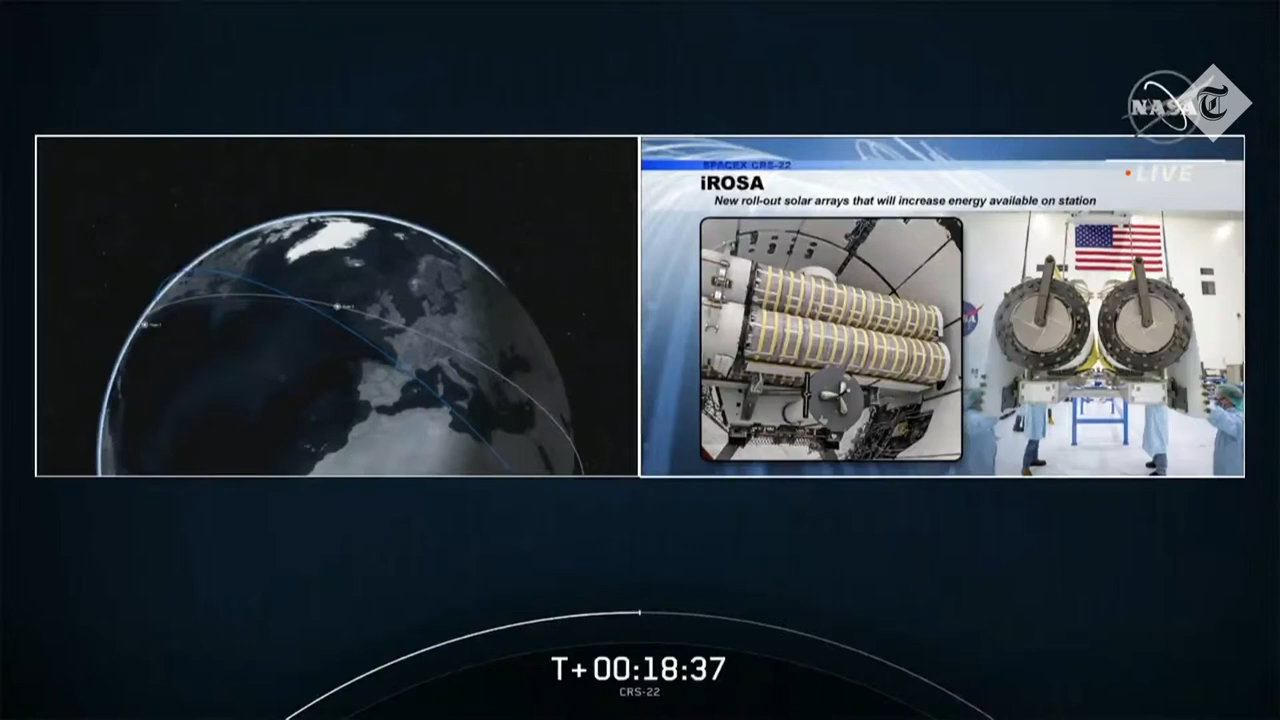 NASA
T
SPACEX CRS-22
LIVE
iROSA
New roll-out solar arrays that will increase energy available on station
T+00:18:37
CRS-22